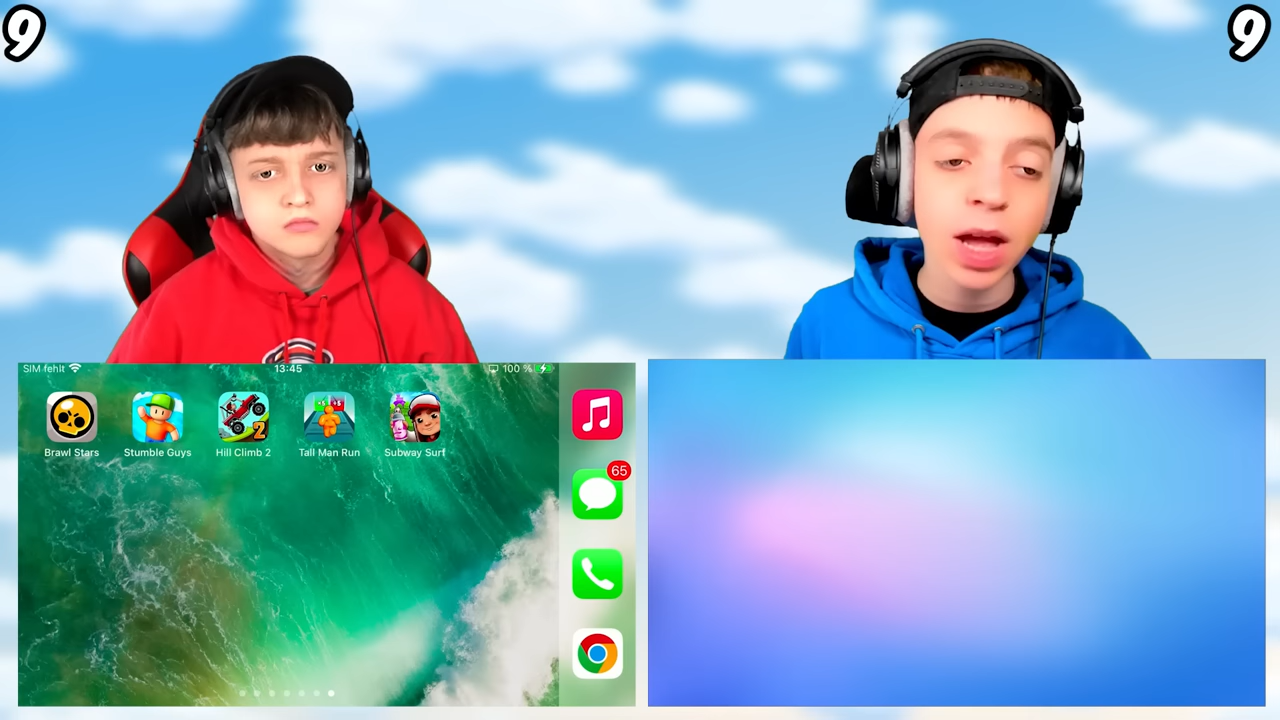 9
9
SIM fehlt
13:45
100 %
65
2
Brawl Stars
Stumble Guys
Hill Climb 2
Tall Man Run
Subway Surf